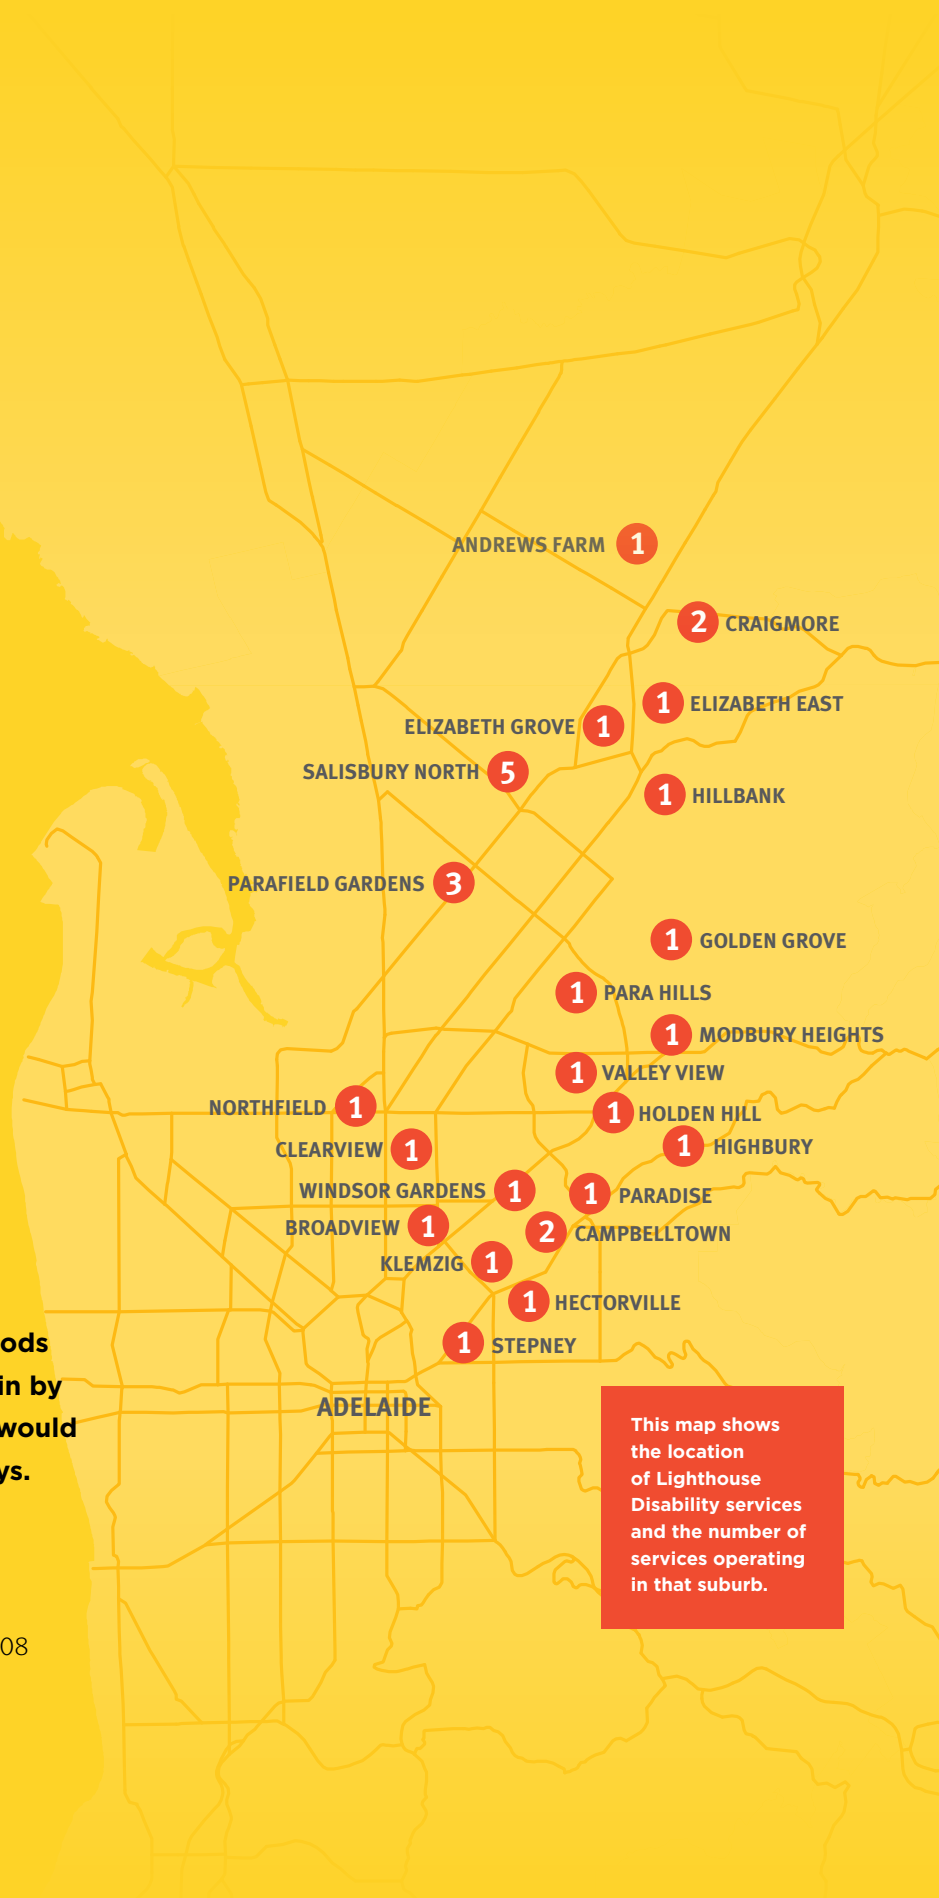 ANDREWS FARM 1
2 CRAIGMORE
1 ELIZABETH EAST
ELIZABETH GROVE 1
SALISBURY NORTH 5
1 HILLBANK
PARAFIELD GARDENS 3
1 GOLDEN GROVE
1 PARA HILLS
1 MODBURY HEIGHTS
1 VALLEY VIEW
NORTHFIELD 1
1 HOLDEN HILL
CLEARVIEW 1
1 HIGHBURY
WINDSOR GARDENS 1
1 PARADISE
BROADVIEW 1
2 CAMPBELLTOWN
KLEMZIG 1
1 HECTORVILLE
1 STEPNEY
ADELAIDE
ods
in by
would
ys.
08
This map shows
the location
of Lighthouse
Disability services
and the number of
services operating
in that suburb.